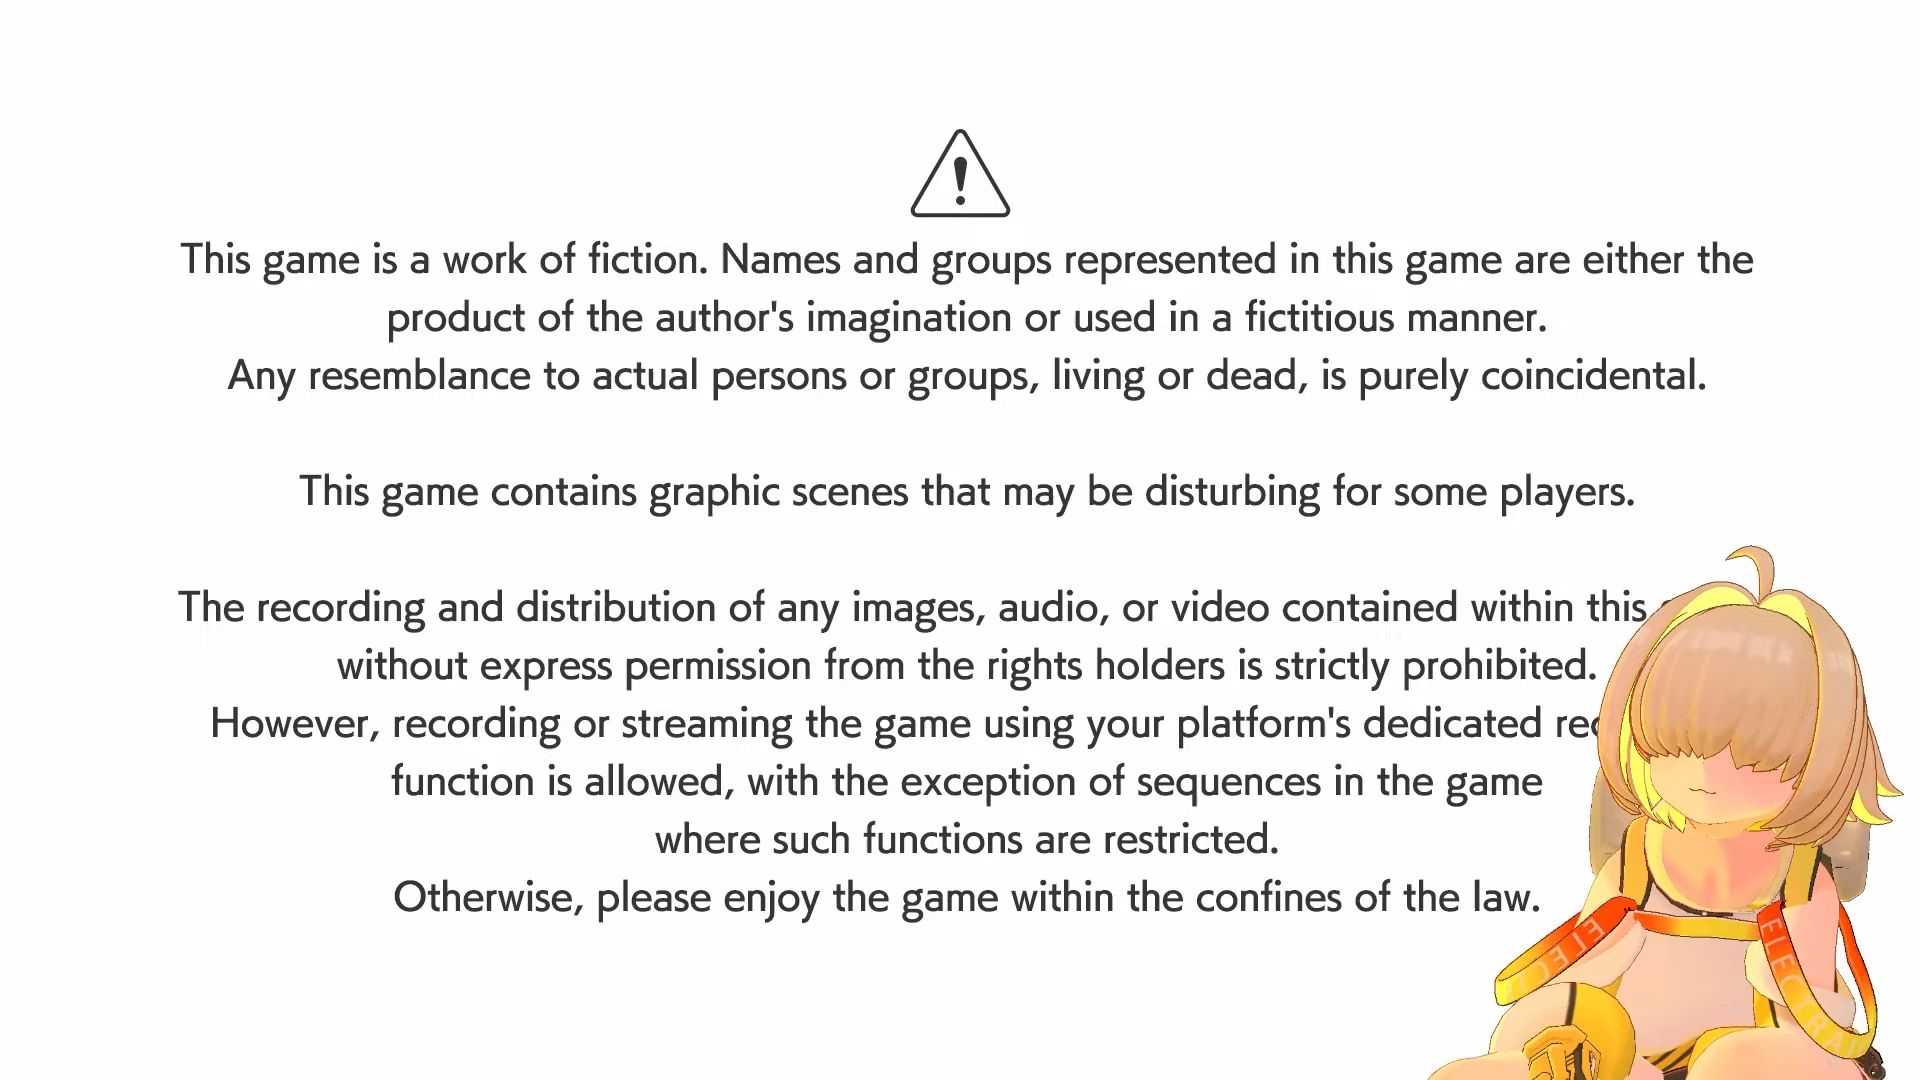 This game is a work of fiction. Names and groups represented in this game are either the
product of the author's imagination or used in a fictitious manner.
Any resemblance to actual persons or groups, living or dead, is purely coincidental.
This game contains graphic scenes that may be disturbing for some players.
The recording and distribution of any images, audio, or video contained within this
without express permission from the rights holders is strictly prohibited.
However, recording or streaming the game using your platform's dedicated
function is allowed, with the exception of sequences in the game
where such functions are restricted.
Otherwise, please enjoy the game within the confines of the law.